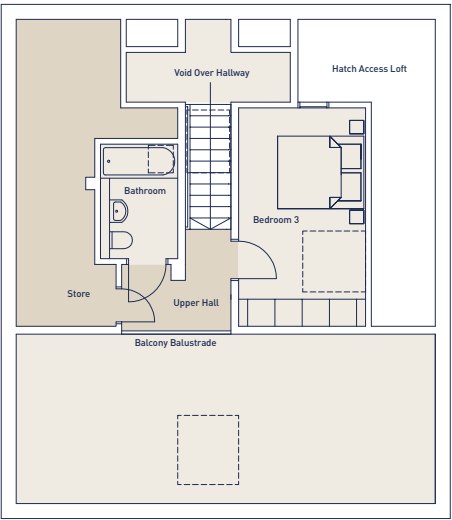 Hatch Access Loft
Void Over Hallway
Bathroom
Bedroom 3
Store
Upper Hall
Balcony Balustrade